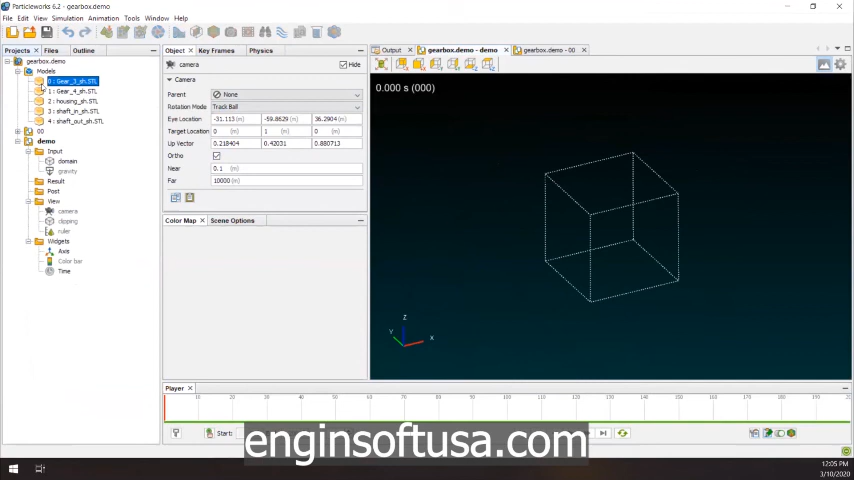 Particleworks 6.2 - gearbox.demo
Edit View Simulation Animation Tools Window Help
Projects Files Outline
gearbox.demo
Models
0 : Gear_3_sh.STL
1 : Gear_4_sh.STL
2 : housing_sh.STL
3 : shaft_in_sh.STL
4 : shaft_out_sh.STL
00
demo
Input
domain
gravity
Result
Post
View
camera
clipping
ruler
Widgets
Axis
Color bar
Time
Object Key Frames Physics
camera Hide
Camera
Parent None
Rotation Mode Track Ball
Eye Location -31.113 -59.8629 36.2904 (m)
Target Location 0 (m) 1 (m) 0 (m)
Up Vector 0.218404 0.42031 0.880713
Ortho
Near 0.1 (m)
Far 10000 (m)
Color Map Scene Options
Output gearbox.demo - demo gearbox.demo - 00
0.000 s (000)
Z
Y
X
Player
10 20 30 40 50 60 70 80 90 100 110 120 130 140 150 160 170 180 190
Start:
enginsoftusa.com
12:05 PM
3/10/2020